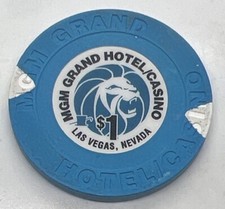 MGM GRAND HOTEL/CASINO
$1
LAS VEGAS, NEVADA
MGM GRAND
HOTEL/CASINO